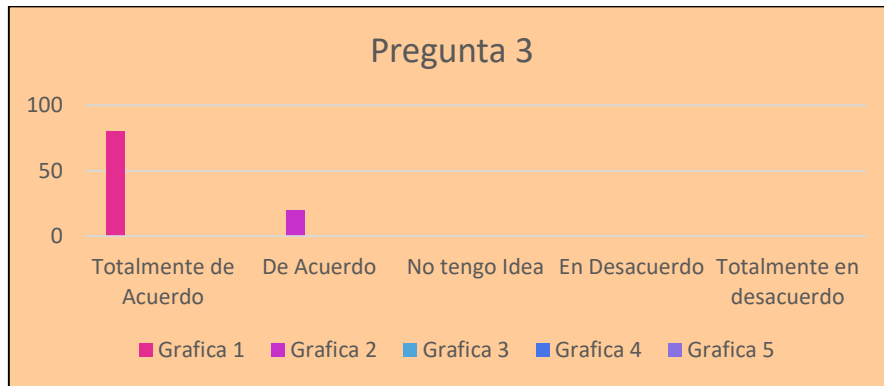 Pregunta 3
100
50
0
Totalmente de Acuerdo
De Acuerdo
No tengo Idea
En Desacuerdo
Totalmente en desacuerdo
Grafica 1
Grafica 2
Grafica 3
Grafica 4
Grafica 5